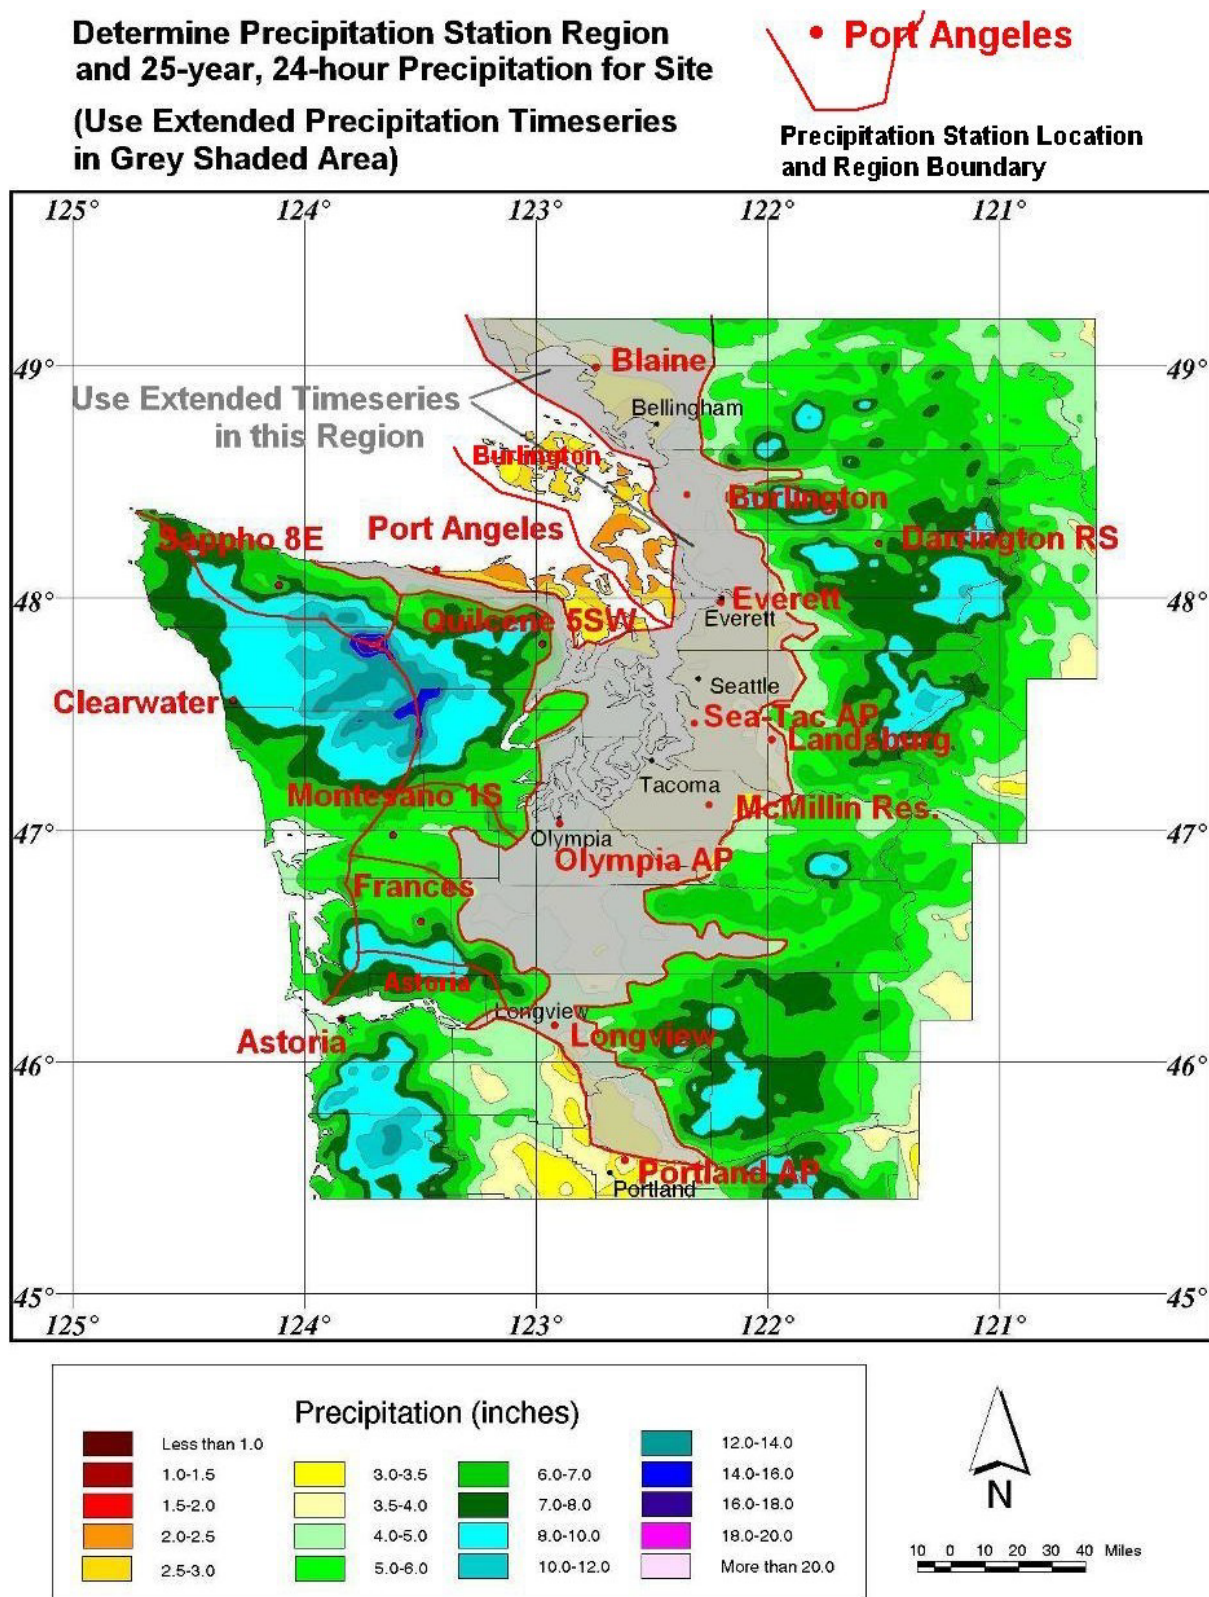 Determine Precipitation Station Region
and 25-year, 24-hour Precipitation for Site
(Use Extended Precipitation Timeseries
in Grey Shaded Area)
Port Angeles
Precipitation Station Location
and Region Boundary
125° 124° 123° 122° 121°
49° 49°
Blaine
Use Extended Timeseries
in this Region
Bellingham
Burlington
Burlington
Port Angeles
Sappho 8E
Darrington RS
48° 48°
Everett
Everett
Quilcene 5SW
Seattle
Clearwater
Sea-Tac AP
Landsburg
Tacoma
Montesano 1S
McMillin Res.
47° 47°
Olympia
Olympia AP
Frances
Astoria
Longview
Astoria
Longview
46° 46°
Portland AP
Portland
45° 45°
125° 124° 123° 122° 121°
Precipitation (inches)
Less than 1.0
1.0-1.5
1.5-2.0
2.0-2.5
2.5-3.0
3.0-3.5
3.5-4.0
4.0-5.0
5.0-6.0
6.0-7.0
7.0-8.0
8.0-10.0
10.0-12.0
12.0-14.0
14.0-16.0
16.0-18.0
18.0-20.0
More than 20.0
N
10 0 10 20 30 40 Miles